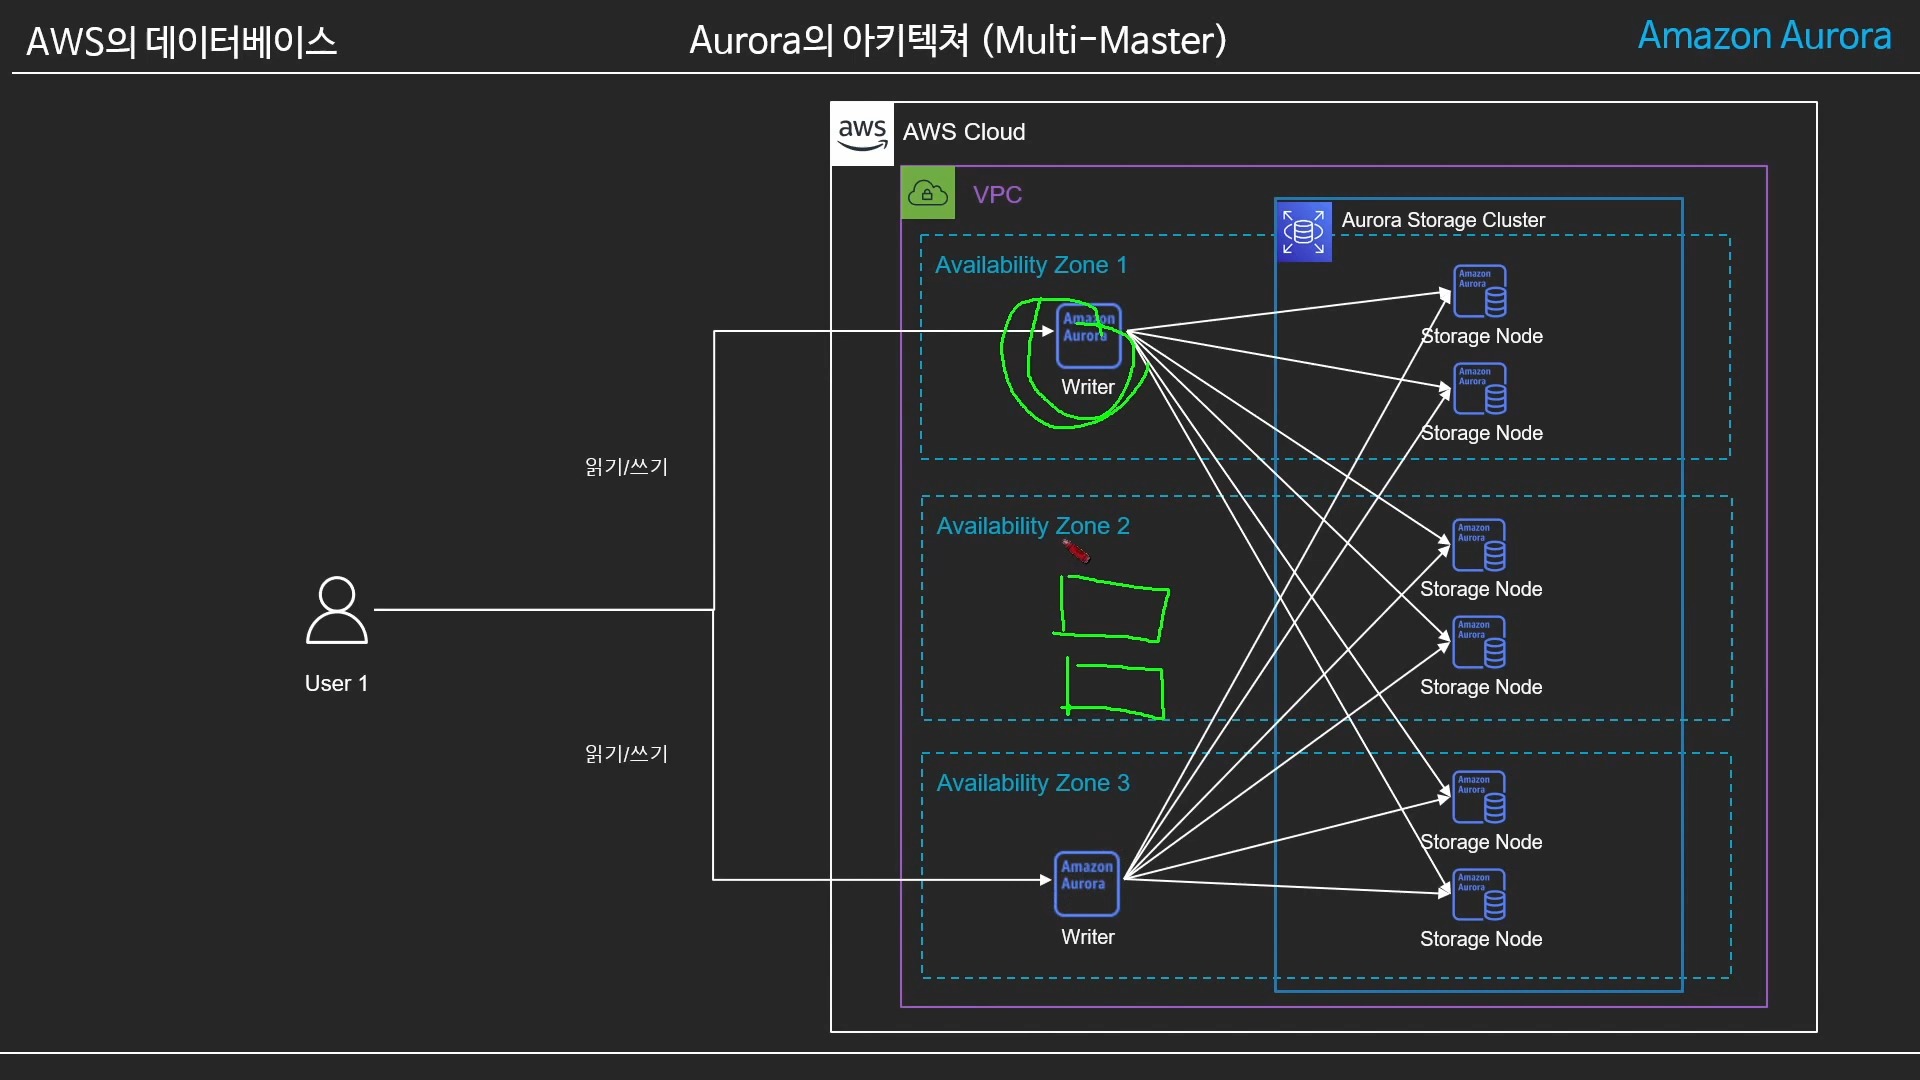 AWS의 데이터베이스
Aurora의 아키텍쳐 (Multi-Master)
Amazon Aurora
aws
AWS Cloud
VPC
Aurora Storage Cluster
Availability Zone 1
Amazon
Aurora
Writer
Amazon
Aurora
Storage Node
Amazon
Aurora
Storage Node
읽기/쓰기
Availability Zone 2
Amazon
Aurora
Storage Node
Amazon
Aurora
Storage Node
User 1
읽기/쓰기
Availability Zone 3
Amazon
Aurora
Storage Node
Amazon
Aurora
Writer
Amazon
Aurora
Storage Node